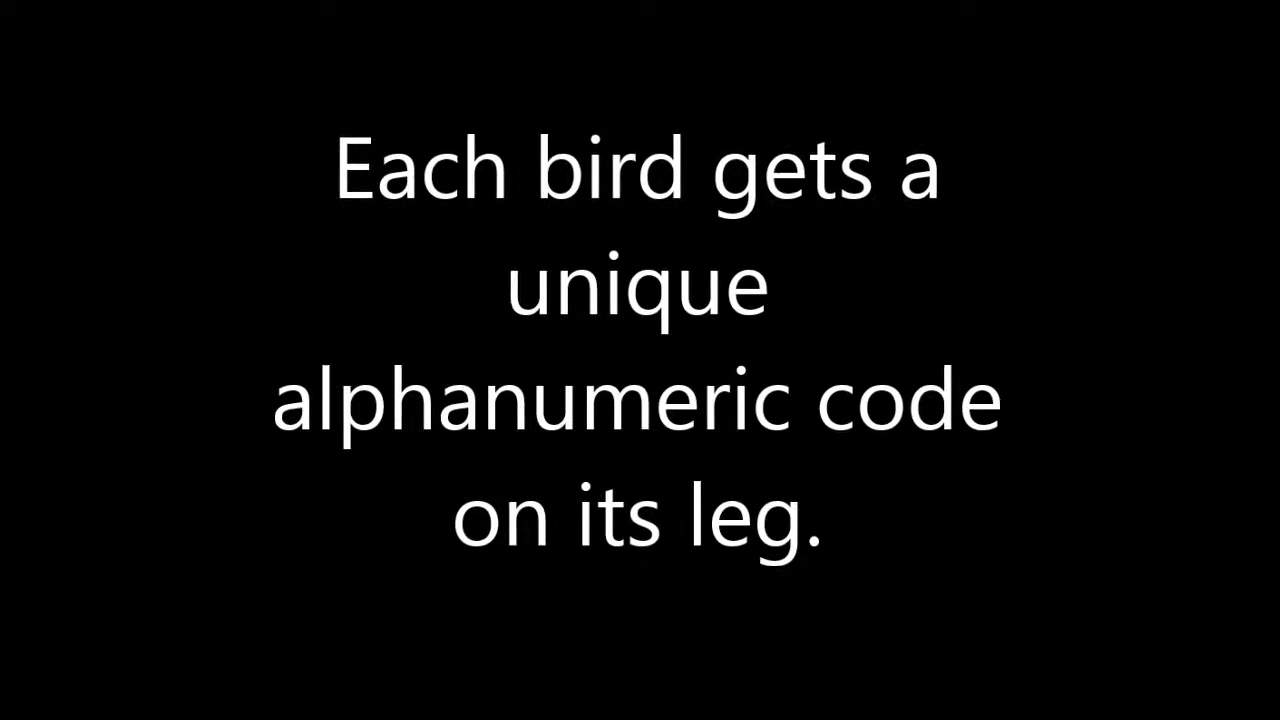 Each bird gets a
unique
alphanumeric code
on its leg.